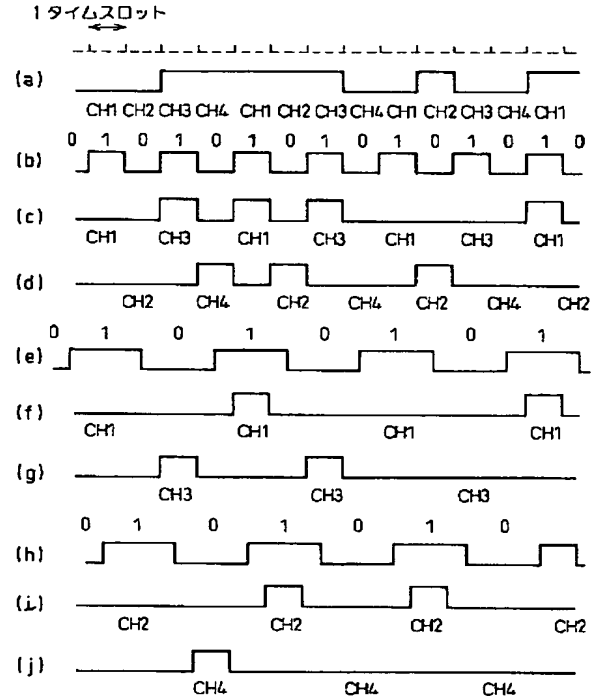 1タイムスロット
(a)
CH1 CH2 CH3 CH4 CH1 CH2 CH3 CH4 CH1 CH2 CH3 CH4 CH1
0 1 0 1 0 1 0 1 0 1 0 1 0 1 0
(b)
(c)
CH1 CH3 CH1 CH3 CH1 CH3 CH1
(d)
CH2 CH4 CH2 CH4 CH2 CH4 CH2
0 1 0 1 0 1 0 1
(e)
(f)
CH1 CH1 CH1 CH1
(g)
CH3 CH3 CH3
0 1 0 1 0 1 0
(h)
(i)
CH2 CH2 CH2 CH2
(j)
CH4 CH4 CH4